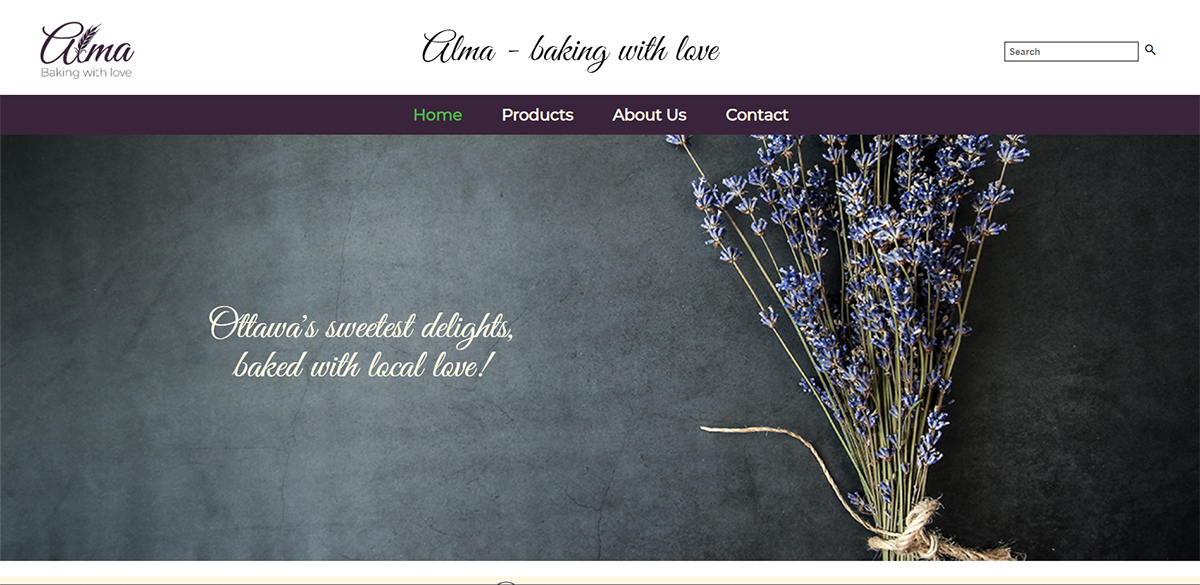 Alma
Baking with love
Alma - baking with love
Search
Home Products About Us Contact
Ottawa's sweetest delights,
baked with local love!